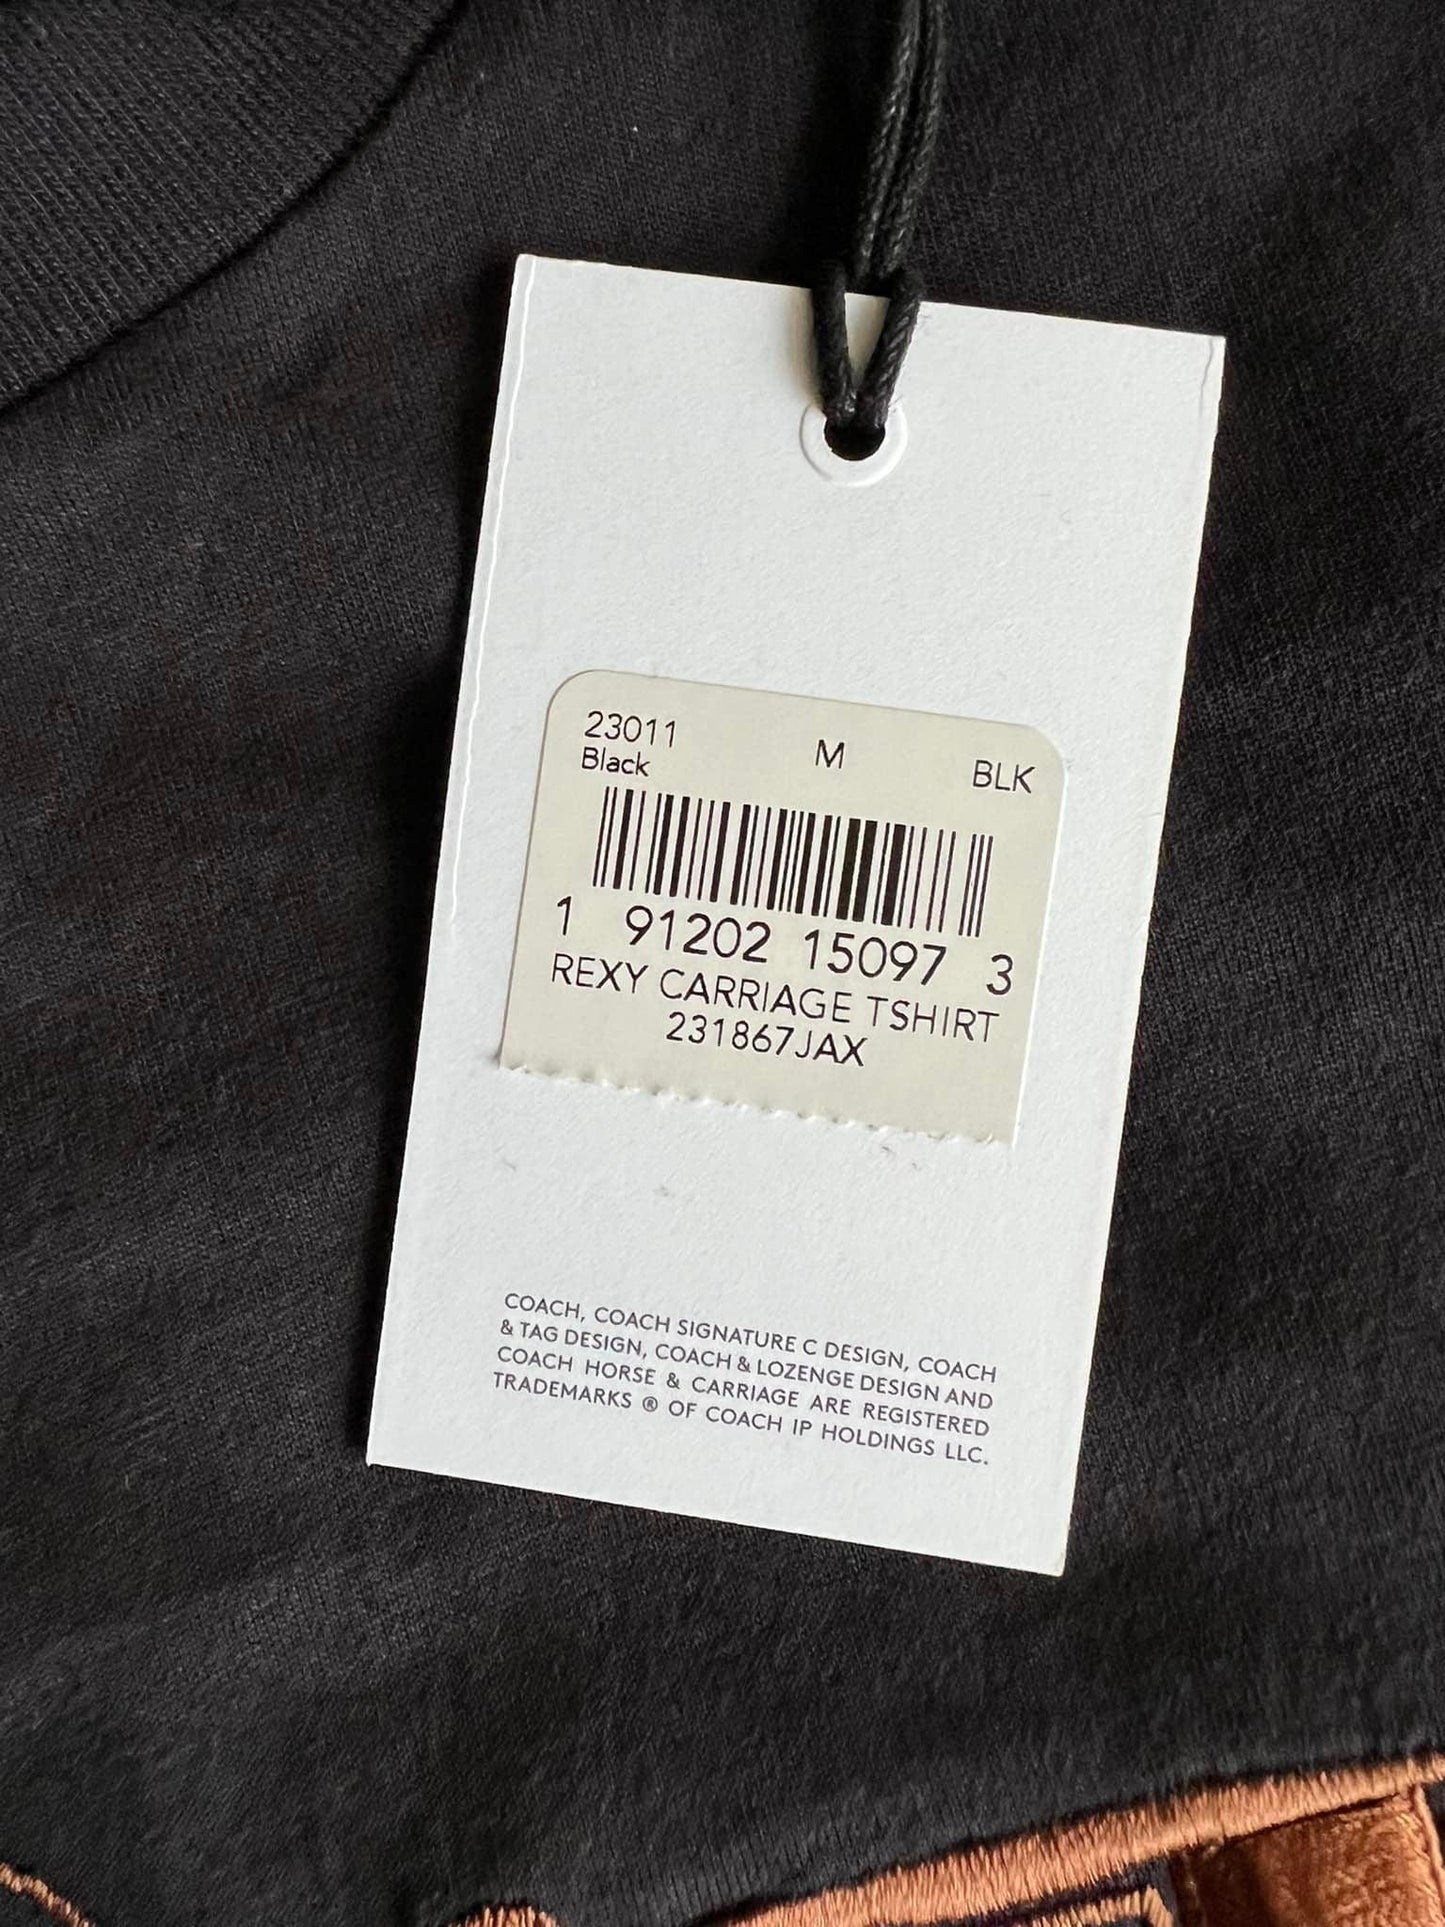 23011 M BLK
Black
1 91202 15097 3
REXY CARRIAGE TSHIRT
231867JAX
COACH, COACH SIGNATURE C DESIGN, COACH
& TAG DESIGN, COACH & LOZENGE DESIGN AND
COACH HORSE & CARRIAGE ARE REGISTERED
TRADEMARKS ® OF COACH IP HOLDINGS LLC.